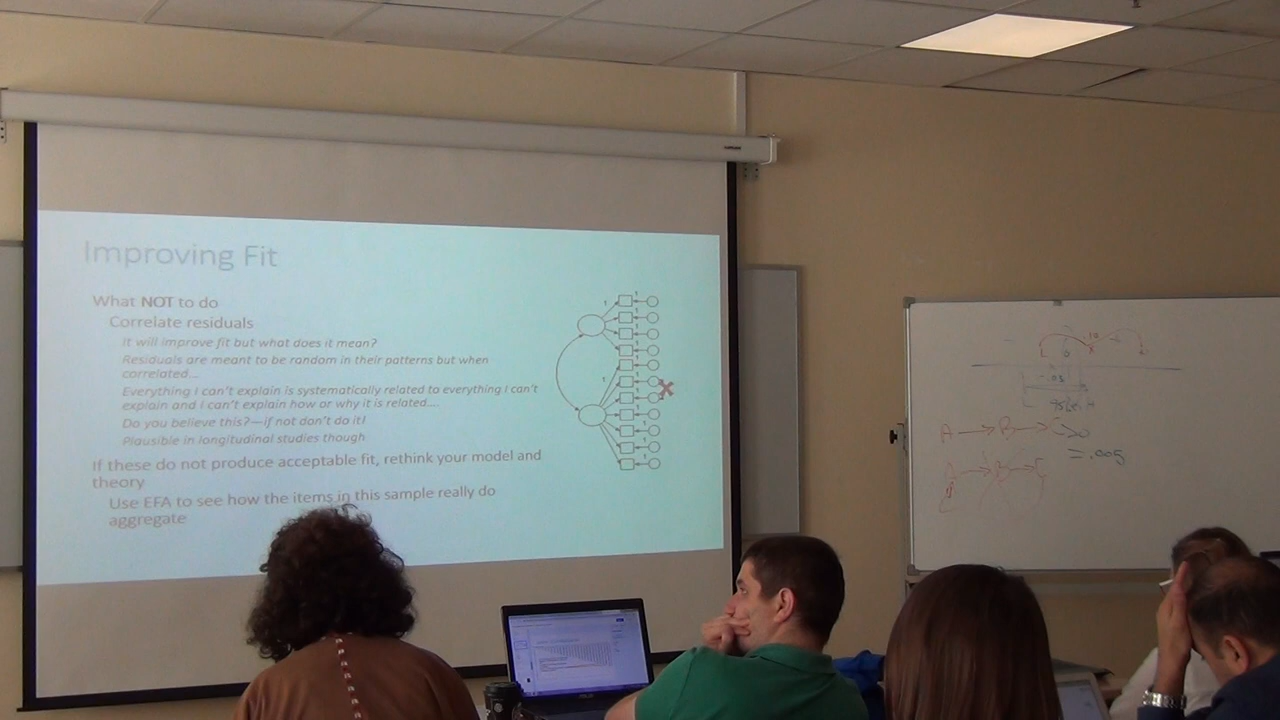 Improving Fit
What NOT to do
Correlate residuals
It will improve fit but what does it mean?
Residuals are meant to be random in their patterns but when
correlated...
Everything I can't explain is systematically related to everything I can't
explain and I can't explain how or why it is related....
Do you believe this?—if not don't do it!
Plausible in longitudinal studies though
If these do not produce acceptable fit, rethink your model and
theory
Use EFA to see how the items in this sample really do
aggregate
A → B → C
= .005
A → B → C